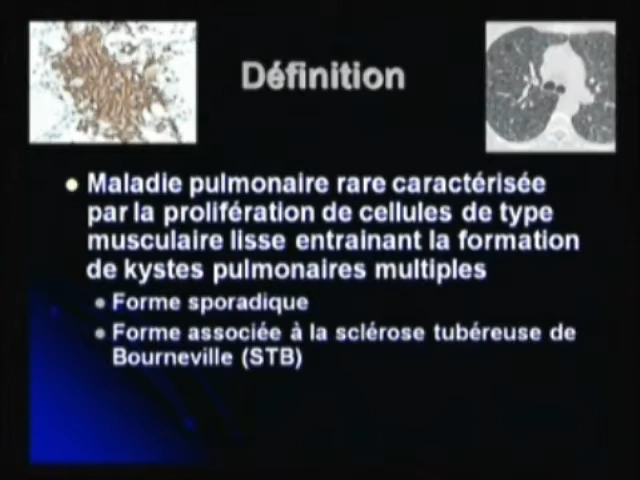 Définition
Maladie pulmonaire rare caractérisée
par la prolifération de cellules de type
musculaire lisse entrainant la formation
de kystes pulmonaires multiples
Forme sporadique
Forme associée à la sclérose tubéreuse de
Bourneville (STB)